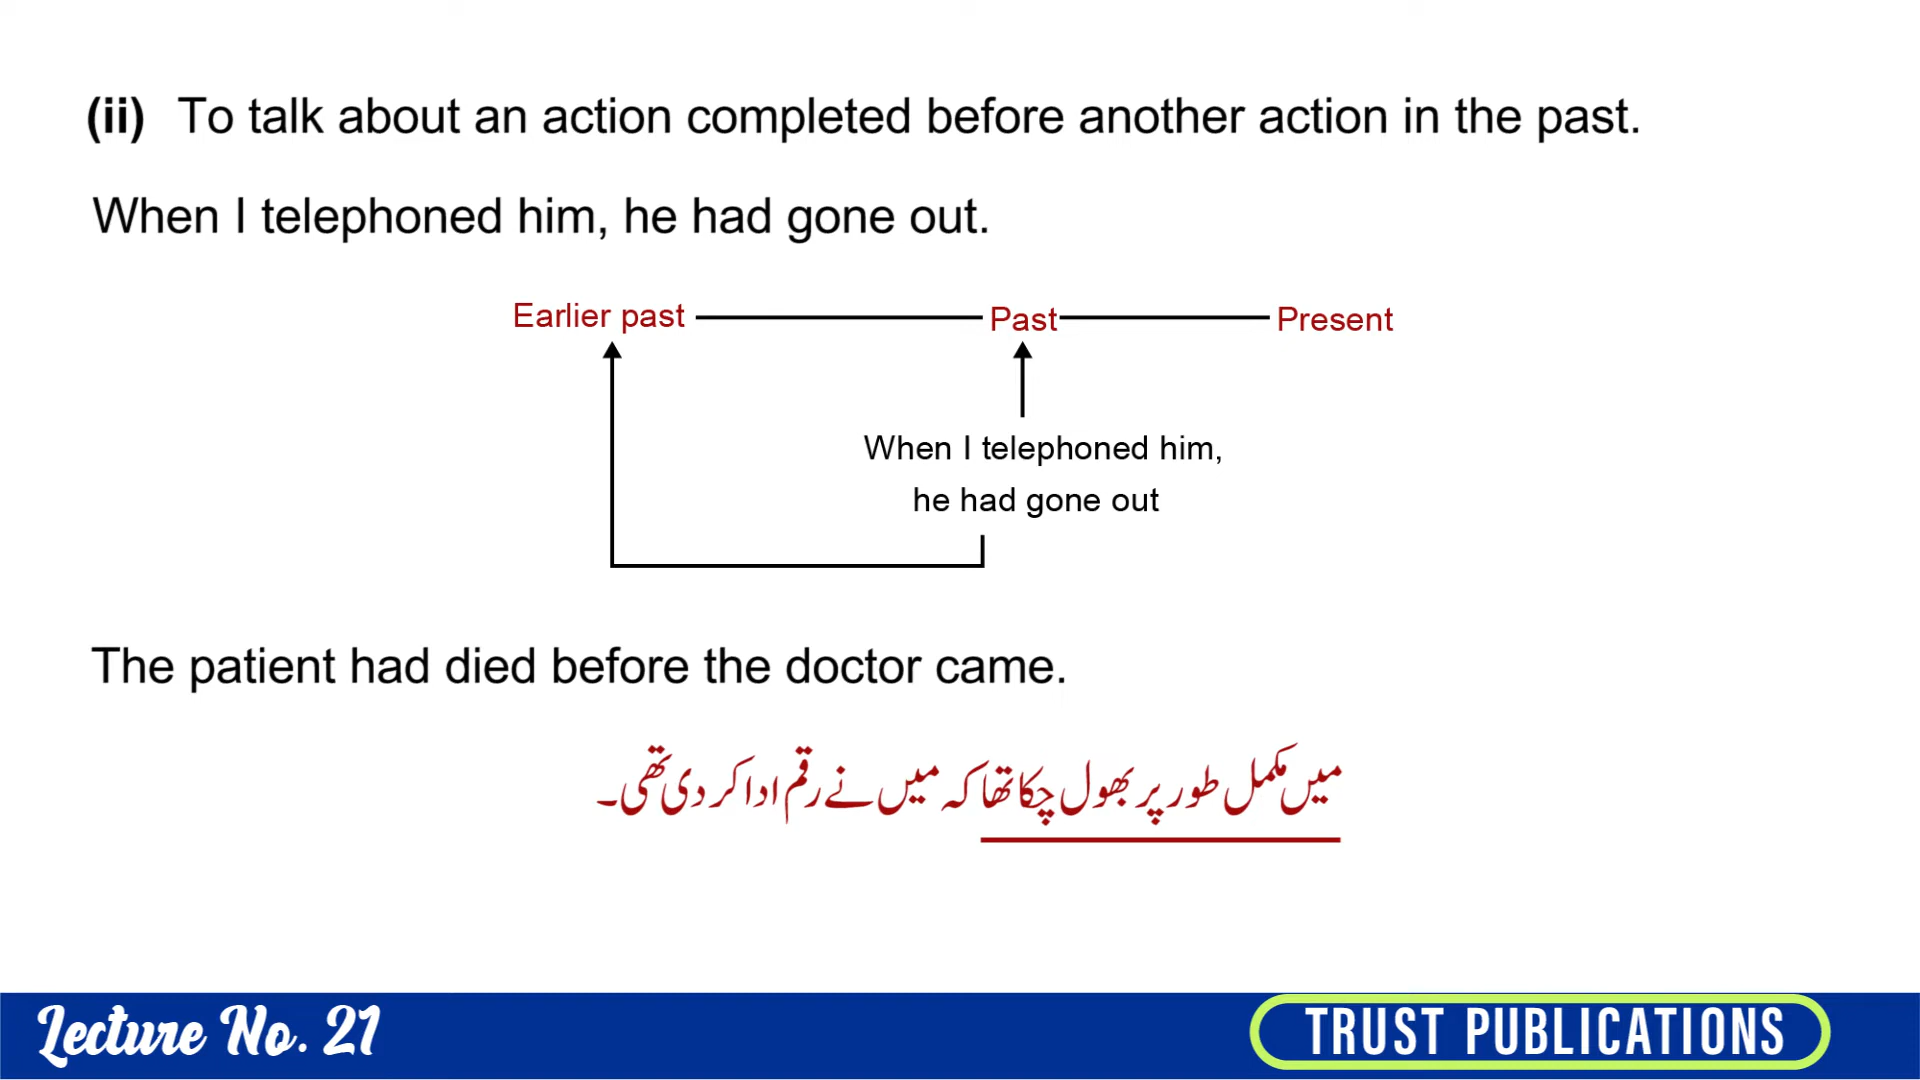 (ii) To talk about an action completed before another action in the past.
When I telephoned him, he had gone out.
Earlier past Past Present
When I telephoned him,
he had gone out
The patient had died before the doctor came.
میں مکمل طور پر بھول چکا تھا کہ میں نے رقم ادا کر دی تھی۔
Lecture No. 21 TRUST PUBLICATIONS